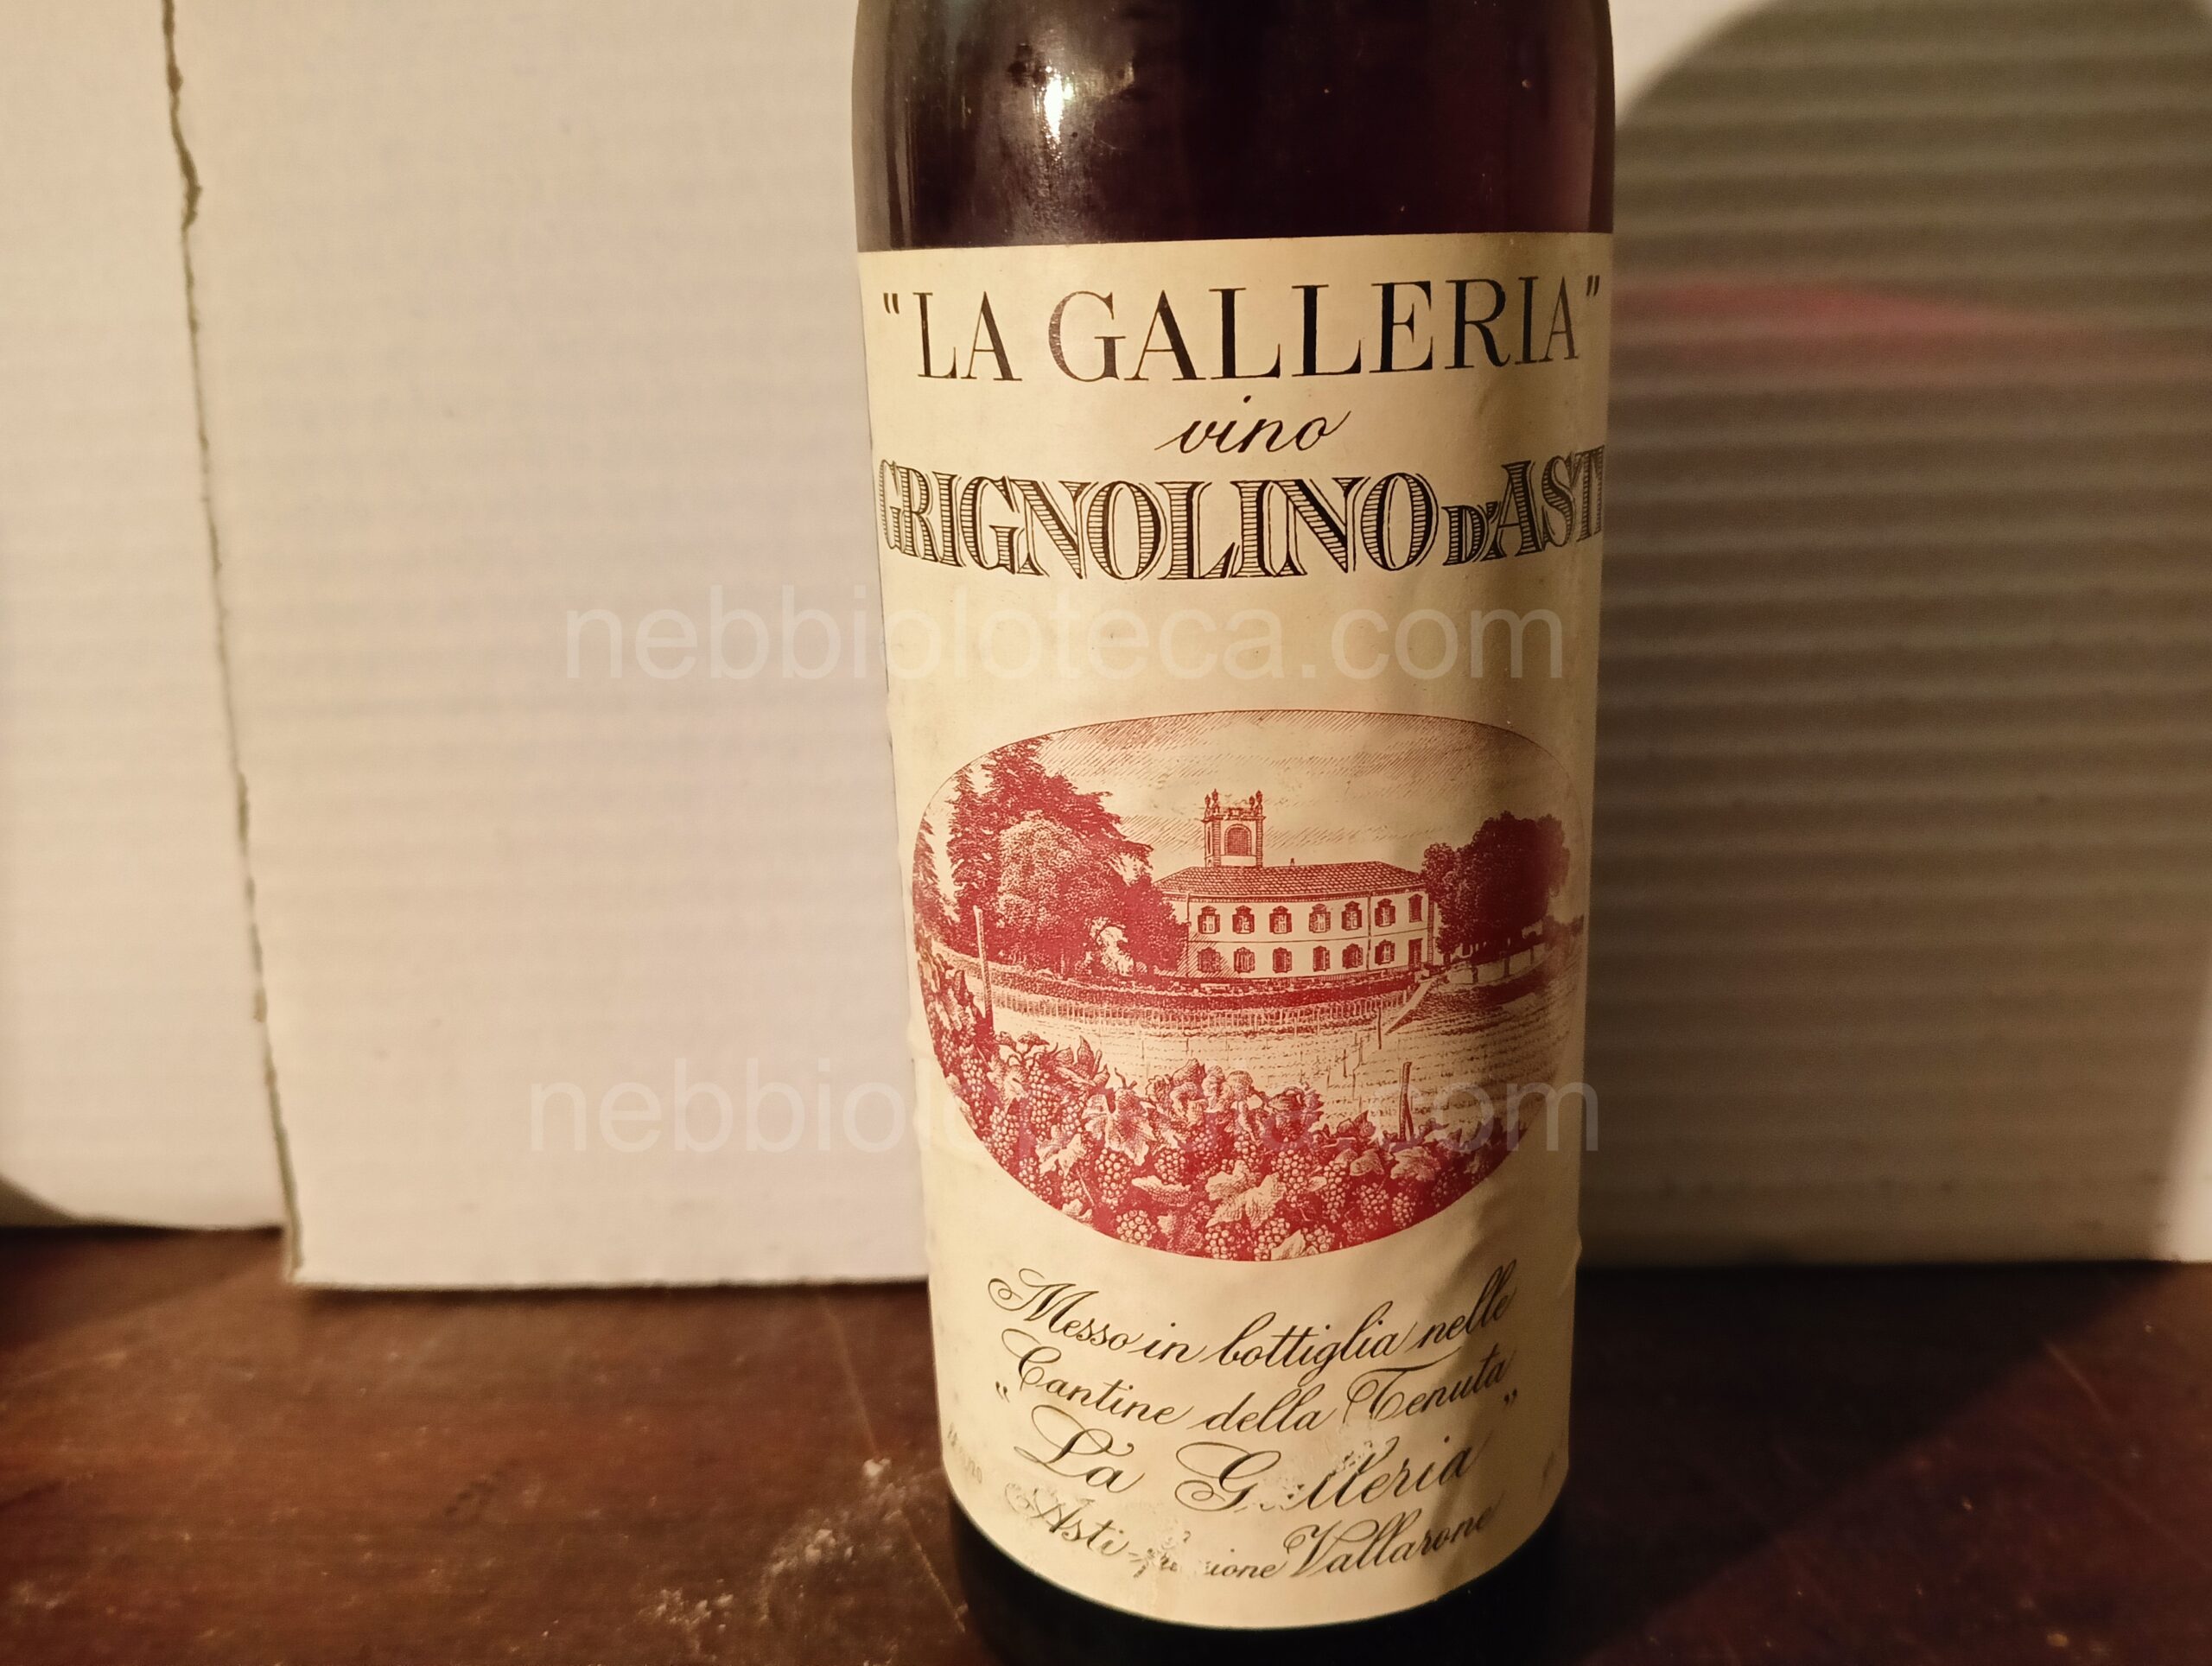 "LA GALLERIA"
vino
GRIGNOLINO D'ASTI
nebbioloteca.com
Messo in bottiglia nelle
Cantine della Tenuta
„La Galleria”
Asti - Vallarone